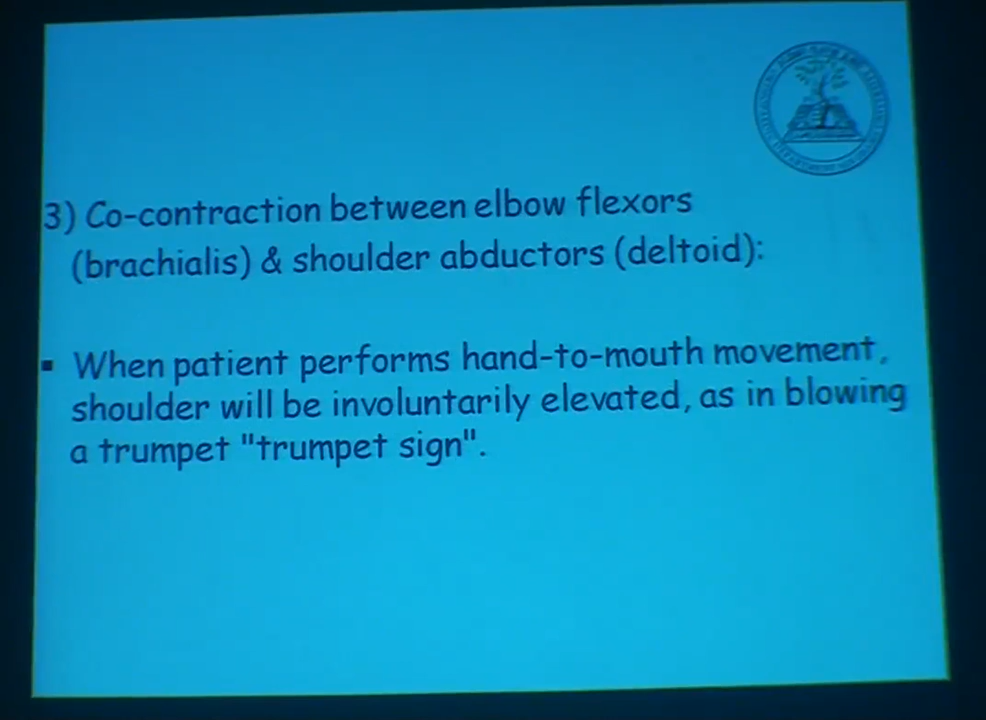 3) Co-contraction between elbow flexors
(brachialis) & shoulder abductors (deltoid):
▪ When patient performs hand-to-mouth movement,
shoulder will be involuntarily elevated, as in blowing
a trumpet "trumpet sign".